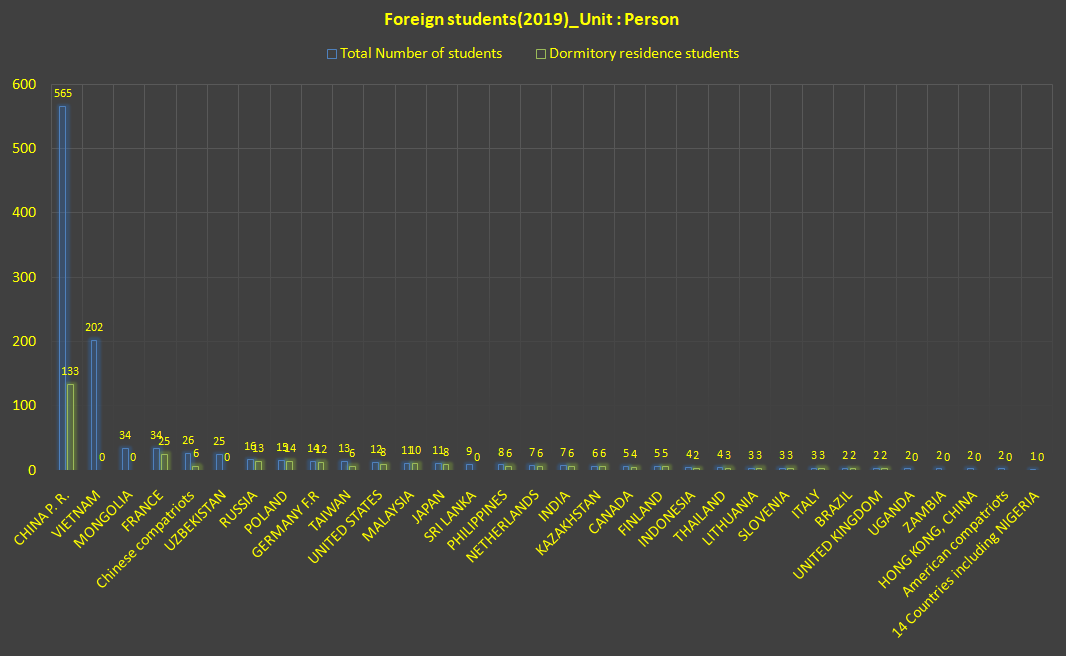 Foreign students(2019)_Unit : Person
Total Number of students
Dormitory residence students
600
500
400
300
200
100
0
565
133
202
0
34
0
34
25
26
6
25
0
16
13
15
14
14
12
13
6
12
8
11
10
11
8
9
0
8
6
7
6
7
6
6
6
5
4
5
5
4
2
4
3
3
3
3
3
3
3
2
2
2
2
2
0
2
0
2
0
2
0
1
0
CHINA P. R.
VIETNAM
MONGOLIA
FRANCE
Chinese compatriots
UZBEKISTAN
RUSSIA
POLAND
GERMANY F.R
TAIWAN
UNITED STATES
MALAYSIA
JAPAN
SRI LANKA
PHILIPPINES
NETHERLANDS
INDIA
KAZAKHSTAN
CANADA
FINLAND
INDONESIA
THAILAND
LITHUANIA
SLOVENIA
ITALY
BRAZIL
UNITED KINGDOM
UGANDA
ZAMBIA
HONG KONG, CHINA
American compatriots
14 Countries including NIGERIA